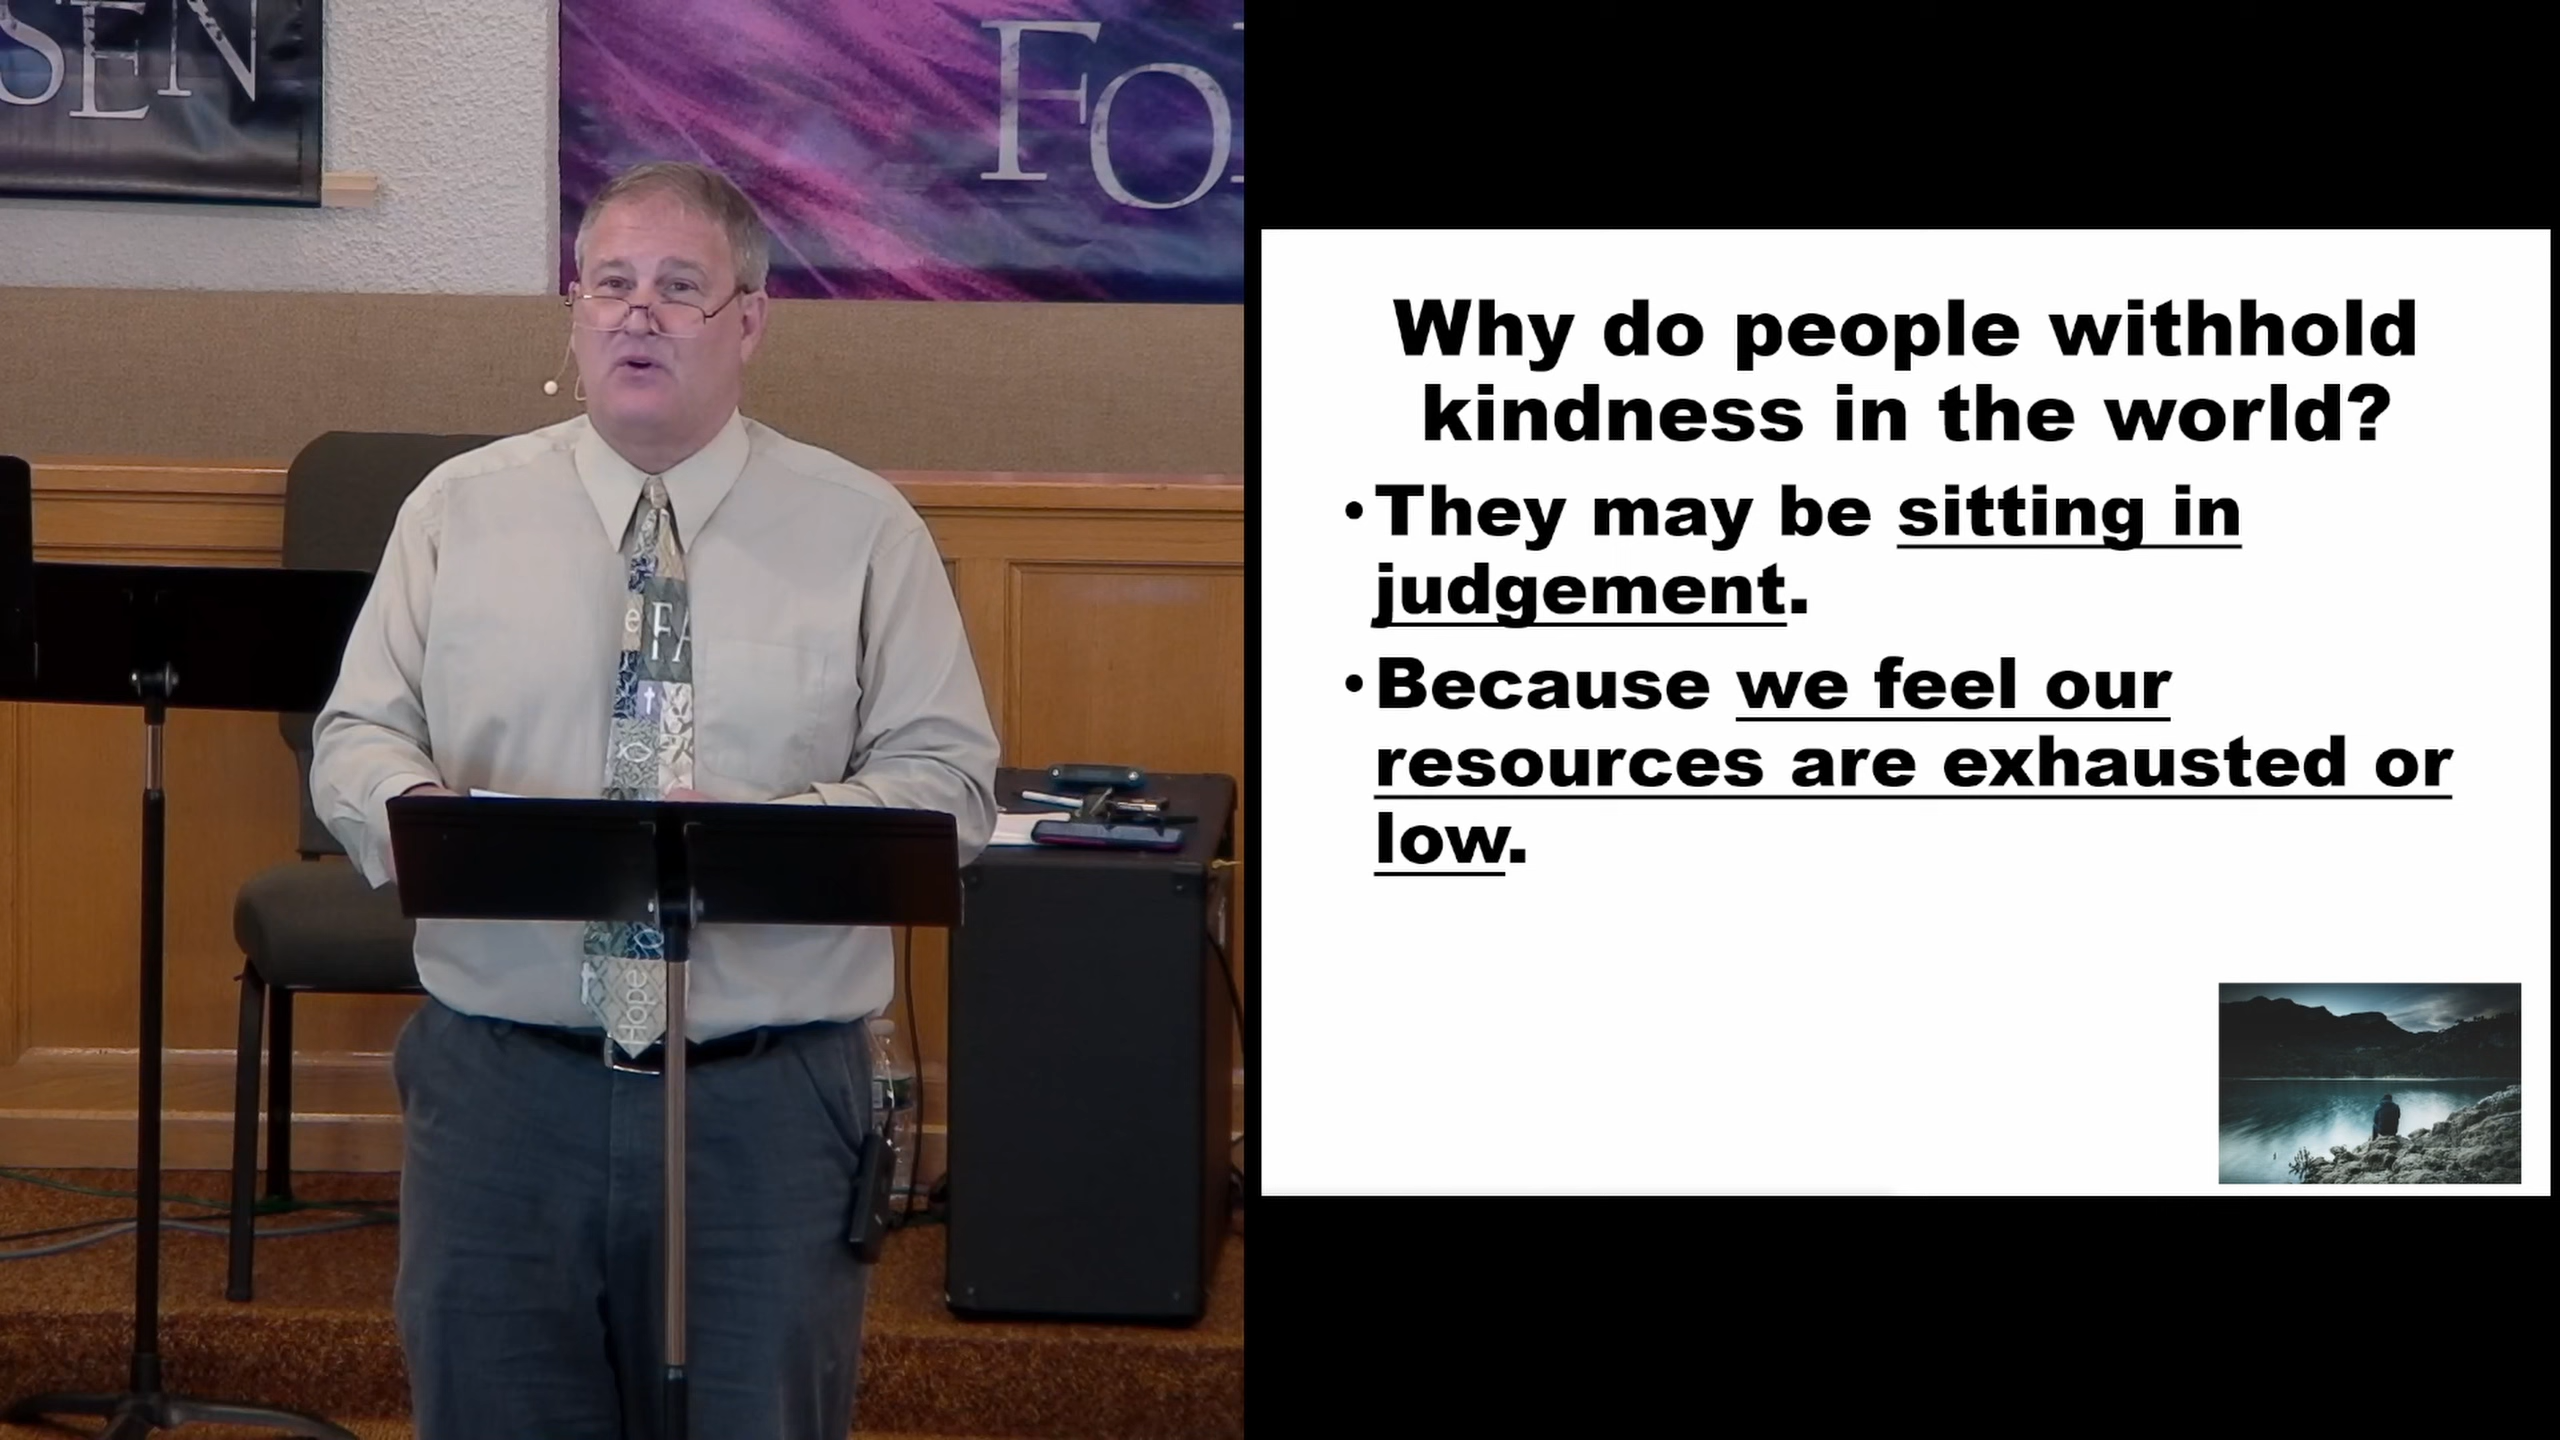 SEN
FO
e
FA
Hope
Why do people withhold
kindness in the world?
• They may be sitting in
judgement.
• Because we feel our
resources are exhausted or
low.